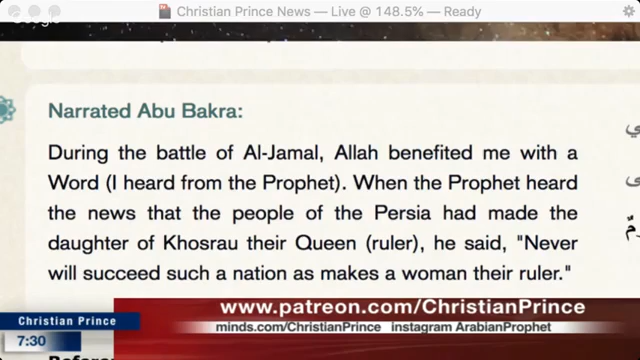 Christian Prince News — Live @ 148.5% — Ready
Google
Narrated Abu Bakra:
During the battle of Al-Jamal, Allah benefited me with a
Word (I heard from the Prophet). When the Prophet heard
the news that the people of the Persia had made the
daughter of Khosrau their Queen (ruler), he said, "Never
will succeed such a nation as makes a woman their ruler."
www.patreon.com/ChristianPrince
Christian Prince
minds.com/ChristianPrince instagram ArabianProphet
7:30